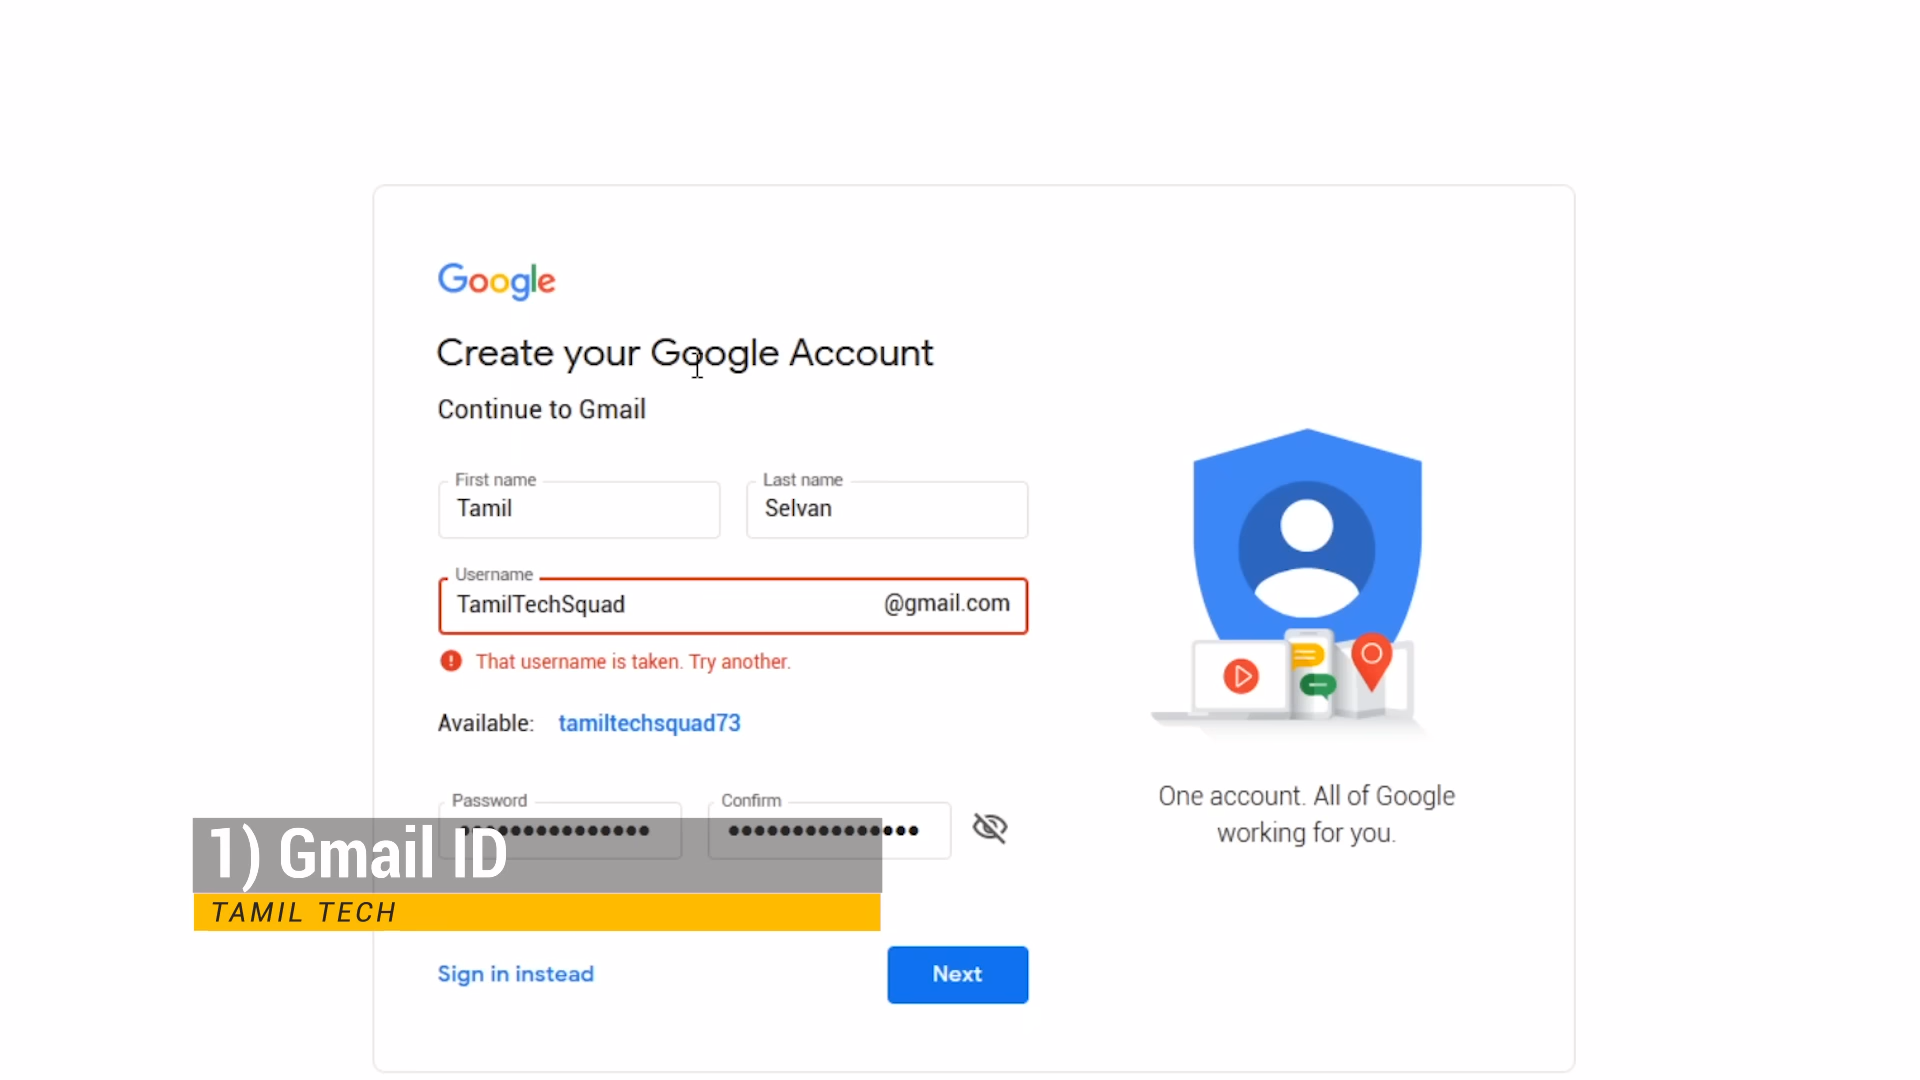 Google
Create your Google Account
Continue to Gmail
First name
Tamil
Last name
Selvan
Username
TamilTechSquad @gmail.com
That username is taken. Try another.
Available: tamiltechsquad73
Password
Confirm
1) Gmail ID
TAMIL TECH
Sign in instead
Next
One account. All of Google
working for you.